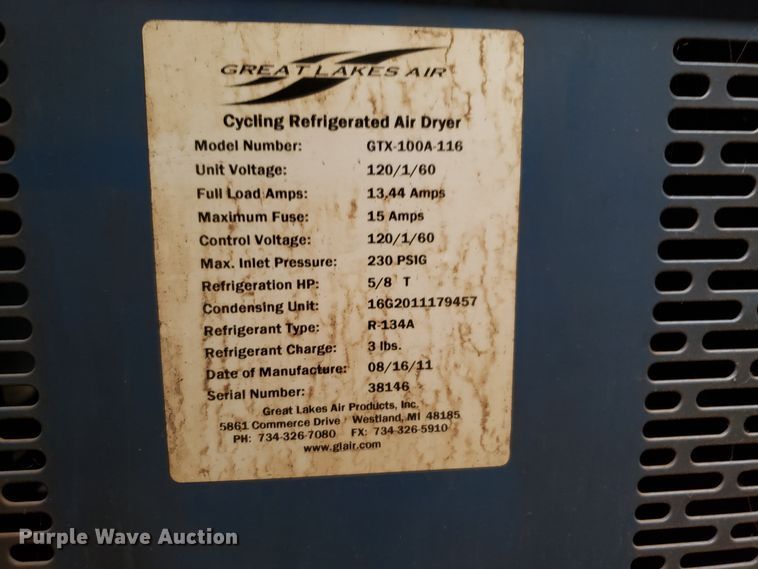 GREAT LAKES AIR
Cycling Refrigerated Air Dryer
Model Number: GTX-100A-116
Unit Voltage: 120/1/60
Full Load Amps: 13.44 Amps
Maximum Fuse: 15 Amps
Control Voltage: 120/1/60
Max. Inlet Pressure: 230 PSIG
Refrigeration HP: 5/8 T
Condensing Unit: 16G2011179457
Refrigerant Type: R-134A
Refrigerant Charge: 3 lbs.
Date of Manufacture: 08/16/11
Serial Number: 38146
Great Lakes Air Products, Inc.
5861 Commerce Drive Westland, MI 48185
PH: 734-326-7080 FX: 734-326-5910
www.glair.com
Purple Wave Auction